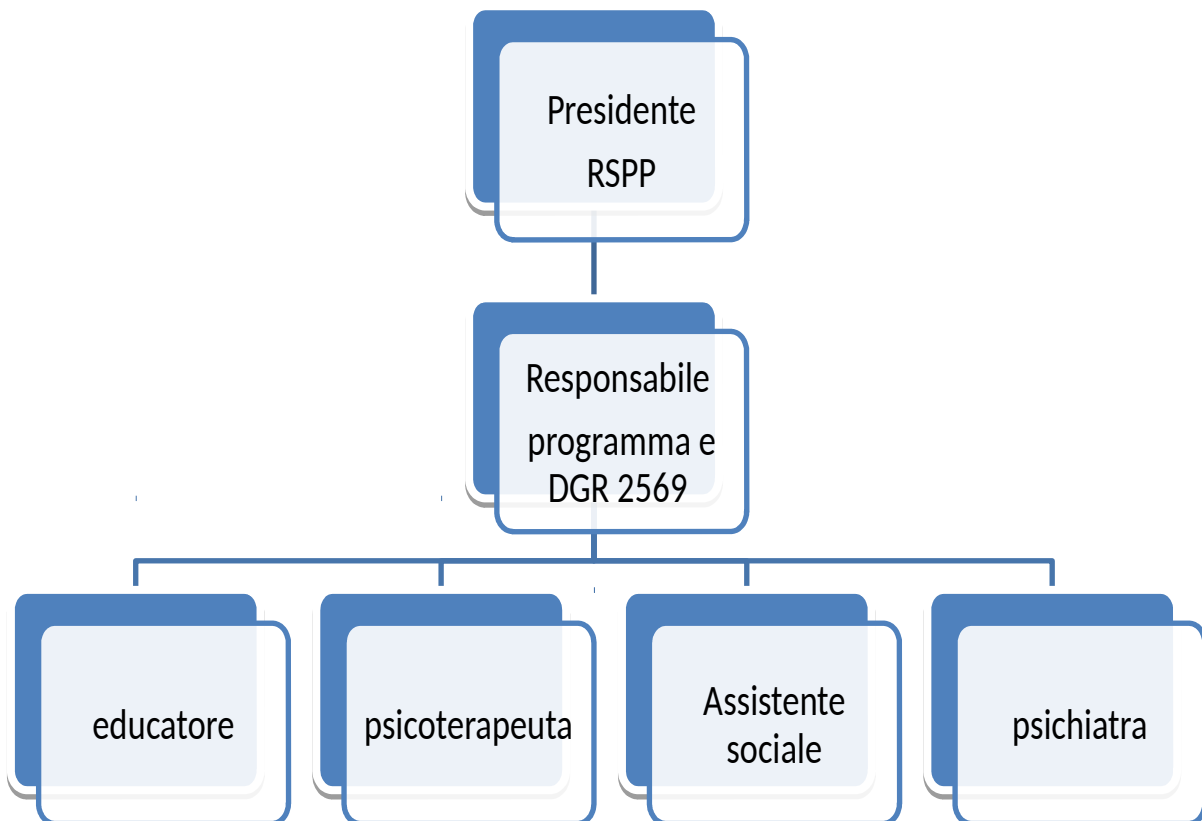 Presidente
RSPP
Responsabile
programma e
DGR 2569
educatore
psicoterapeuta
Assistente
sociale
psichiatra